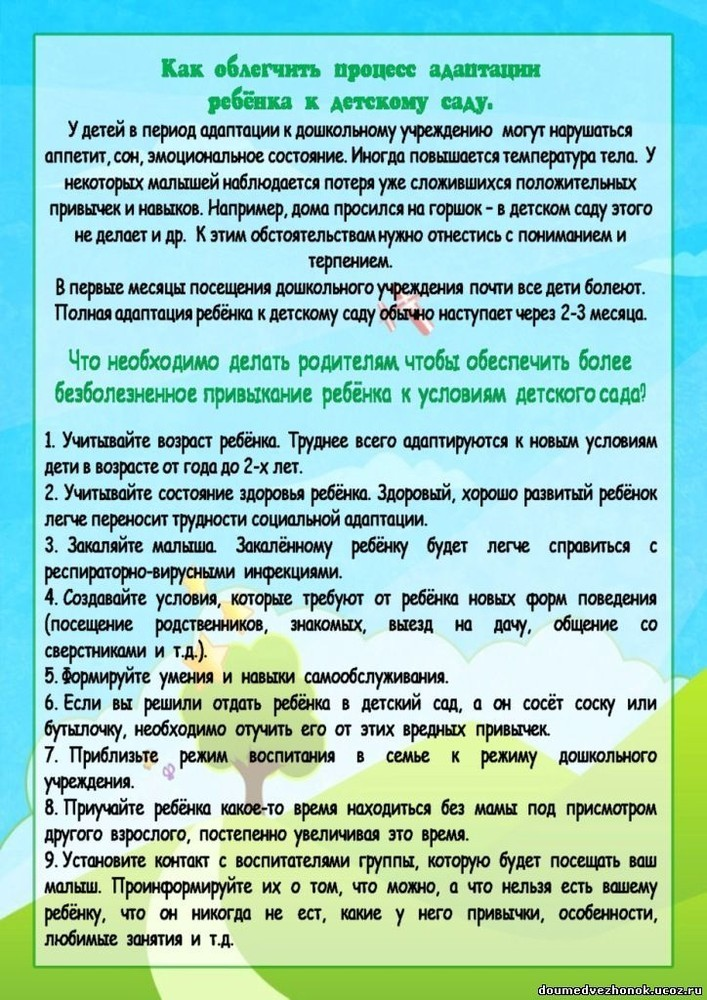 Как облегчить процесс адаптации
ребёнка к детскому саду.
У детей в период адаптации к дошкольному учреждению могут нарушаться
аппетит, сон, эмоциональное состояние. Иногда повышается температура тела. У
некоторых малышей наблюдается потеря уже сложившихся положительных
привычек и навыков. Например, дома просился на горшок – в детском саду этого
не делает и др. К этим обстоятельствам нужно отнестись с пониманием и
терпением.
В первые месяцы посещения дошкольного учреждения почти все дети болеют.
Полная адаптация ребёнка к детскому саду обычно наступает через 2-3 месяца.
Что необходимо делать родителям, чтобы обеспечить более
безболезненное привыкание ребёнка к условиям детского сада?
1. Учитывайте возраст ребёнка. Труднее всего адаптируются к новым условиям
дети в возрасте от года до 2-х лет.
2. Учитывайте состояние здоровья ребёнка. Здоровый, хорошо развитый ребёнок
легче переносит трудности социальной адаптации.
3. Закаляйте малыша. Закалённому ребёнку будет легче справиться с
респираторно-вирусными инфекциями.
4. Создавайте условия, которые требуют от ребёнка новых форм поведения
(посещение родственников, знакомых, выезд на дачу, общение со
сверстниками и т.д.).
5. Формируйте умения и навыки самообслуживания.
6. Если вы решили отдать ребёнка в детский сад, а он сосёт соску или
бутылочку, необходимо отучить его от этих вредных привычек.
7. Приблизьте режим воспитания в семье к режиму дошкольного
учреждения.
8. Приучайте ребёнка какое-то время находиться без мамы под присмотром
другого взрослого, постепенно увеличивая это время.
9. Установите контакт с воспитателями группы, которую будет посещать ваш
малыш. Проинформируйте их о том, что можно, а что нельзя есть вашему
ребёнку, что он никогда не ест, какие у него привычки, особенности,
любимые занятия и т.д.
doumedvezhonok.ucoz.ru